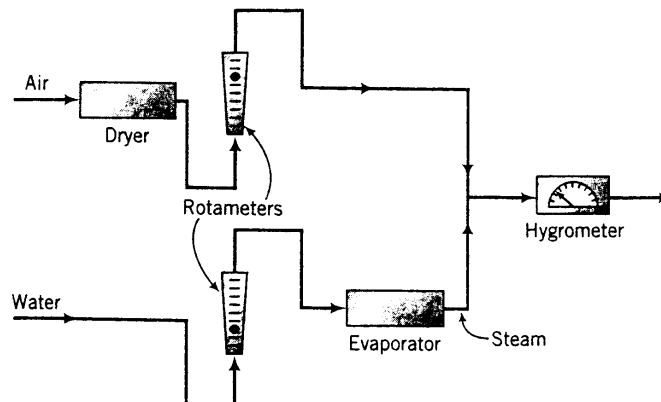 Air
Dryer
Rotameters
Hygrometer
Water
Evaporator
Steam